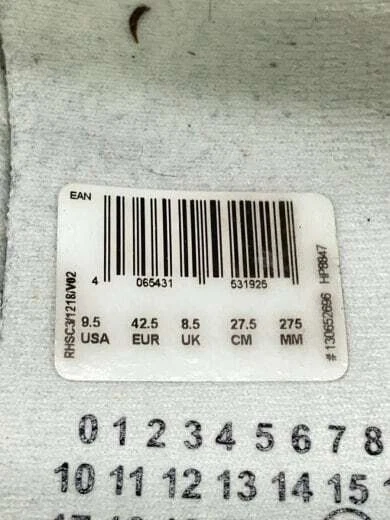 EAN
4 065431 531925
RHSC3/1218/V02
9.5 42.5 8.5 27.5 275
USA EUR UK CM MM
# 130652696 HP8847
0 1 2 3 4 5 6 7 8
10 11 12 13 14 15